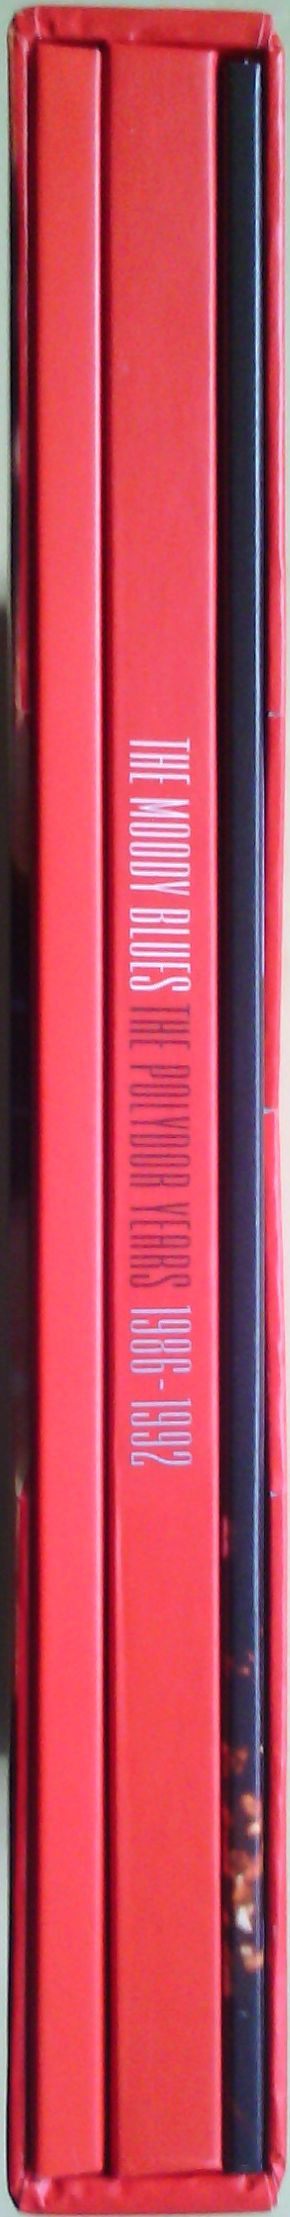 THE MOODY BLUES THE POLYDOR YEARS 1986-1992